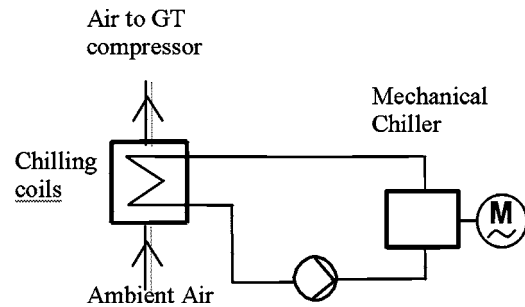 Air to GT
compressor
Mechanical
Chiller
Chilling
coils
M
Ambient Air